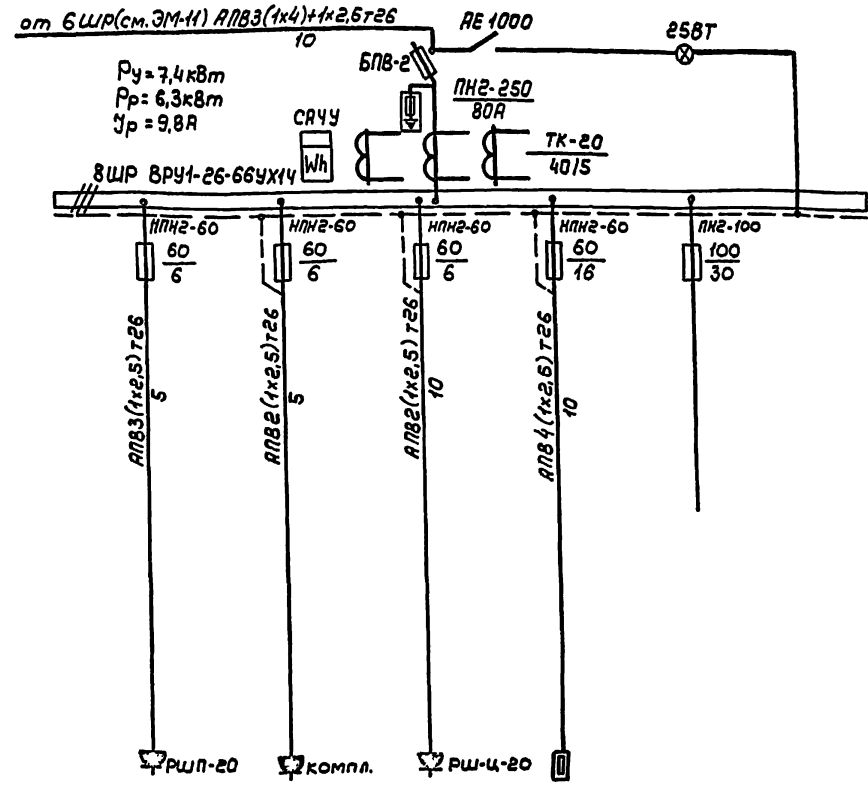 от 6ШР(см.ЭМ-11) АПВ3(1х4)+1х2,5т26
10
АЕ1000
25ВТ
БПВ-2
Ру=7,4кВт
Рр=6,3кВт
Jр=9,8А
ПН2-250
80А
СА4У
Wh
ТК-20
40/5
8ШР ВРУ1-26-66УХЛ4
НПН2-60
60
6
НПН2-60
60
6
НПН2-60
60
6
НПН2-60
60
16
ПН2-100
100
30
АПВ3(1х2,5)т26
5
АПВ2(1х2,5)т26
5
АПВ2(1х2,5)т26
10
АПВ4(1х2,6)т26
10
РШП-20
компл.
РШ-Ц-20